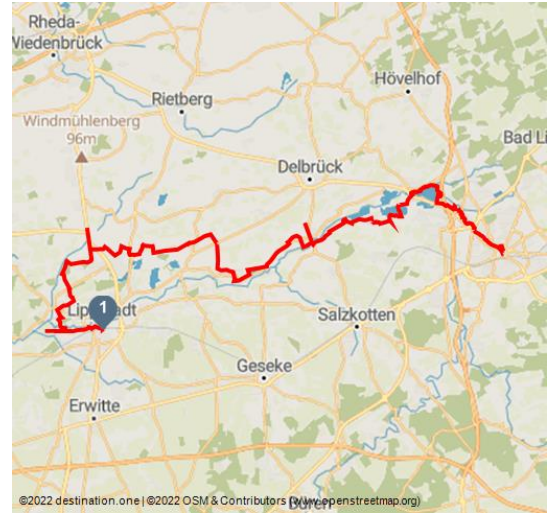 Rheda-
Wiedenbrück
Hövelhof
Rietberg
Windmühlenberg
96m
Bad Li
Delbrück
1
Lippstadt
Salzkotten
Geseke
Erwitte
Büren
©2022 destination.one | ©2022 OSM & Contributors (www.openstreetmap.org)